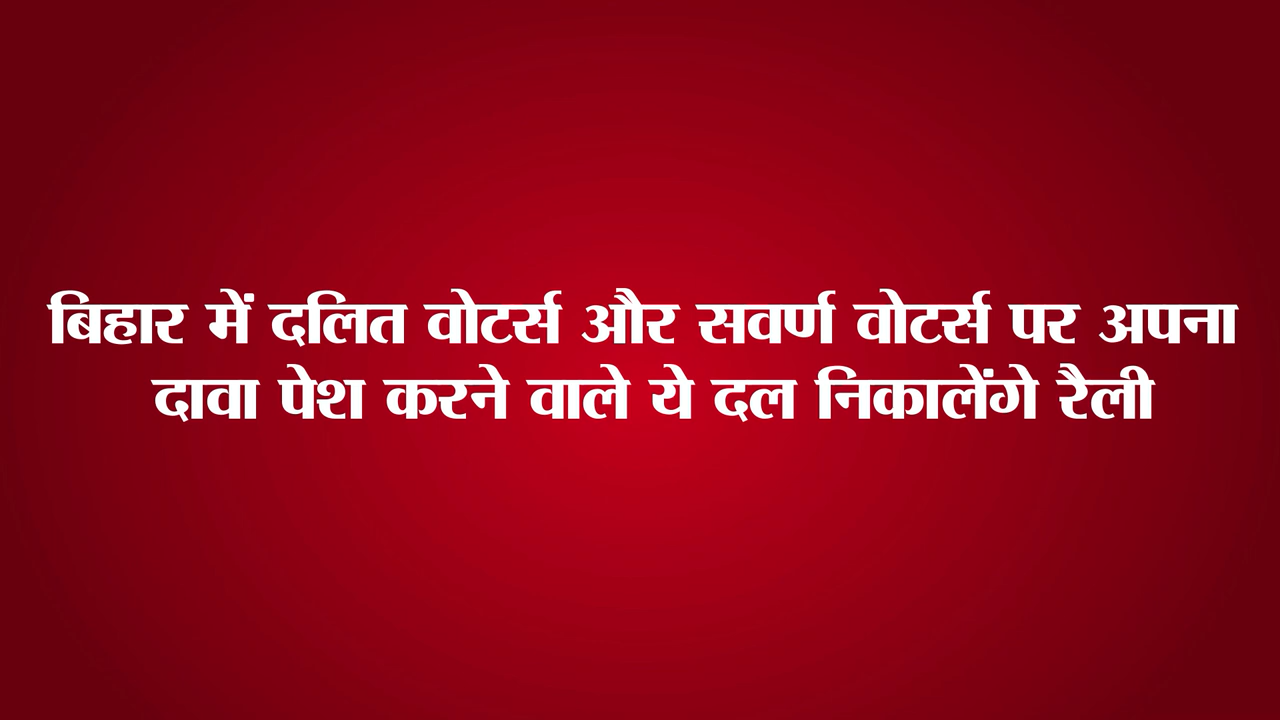 बिहार में दलित वोटर्स और सवर्ण वोटर्स पर अपना
दावा पेश करने वाले ये दल निकालेंगे रैली